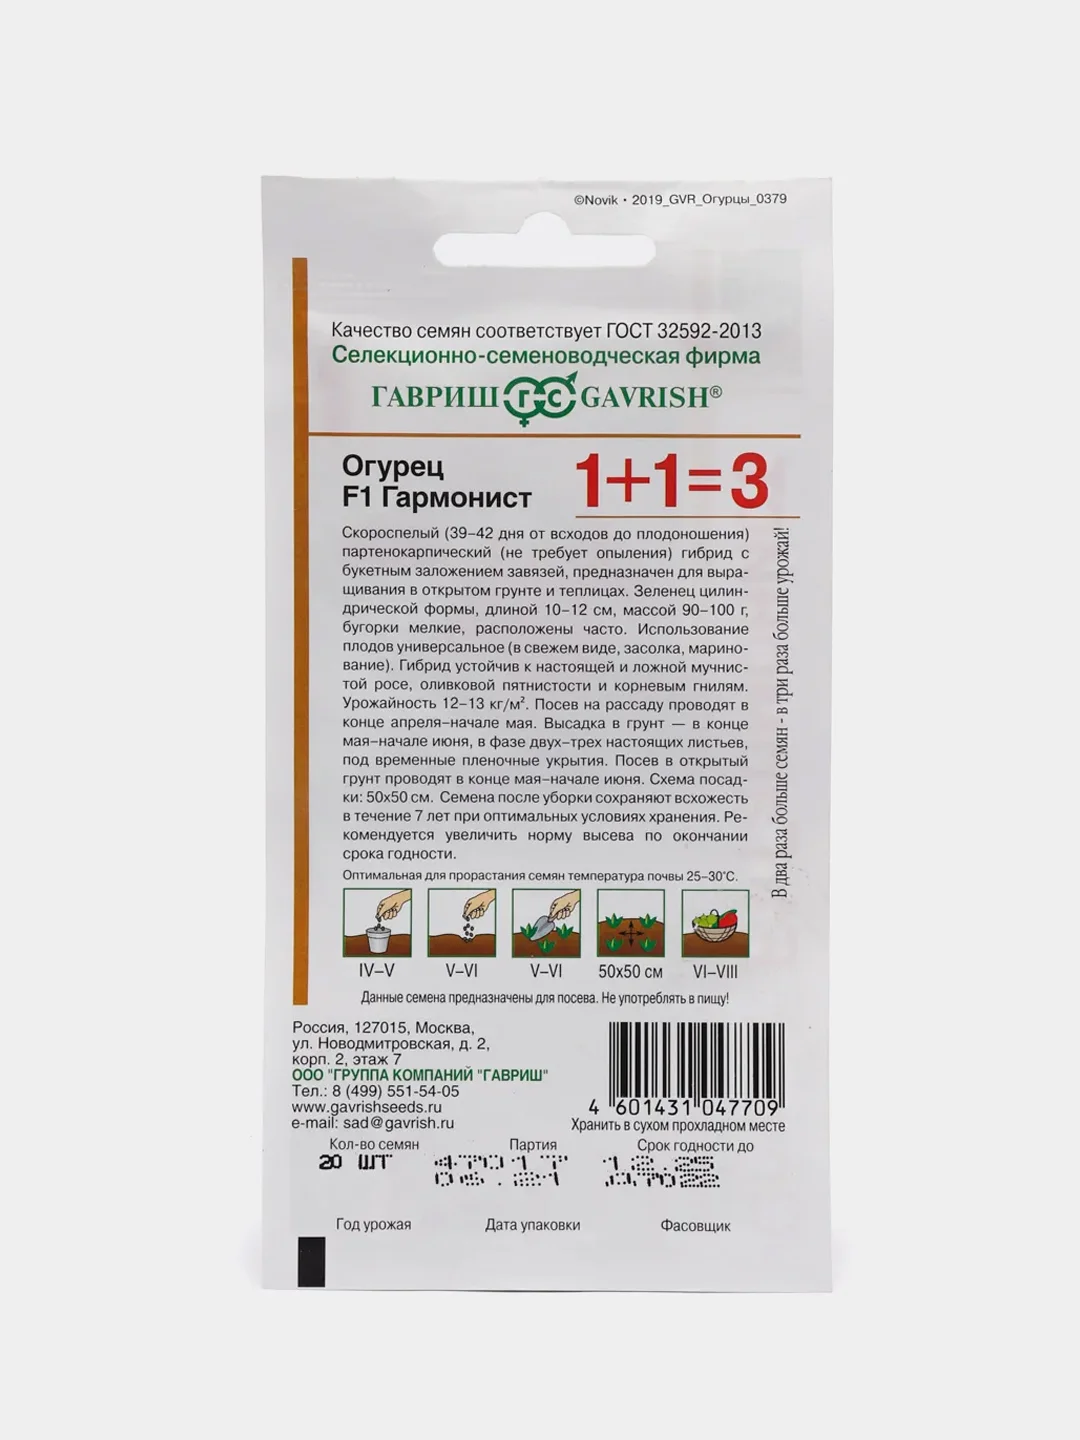 ©Novik • 2019_GVR_Огурцы_0379
Качество семян соответствует ГОСТ 32592-2013
Селекционно-семеноводческая фирма
ГАВРИШ ГС GAVRISH®
Огурец
F1 Гармонист
1+1=3
Скороспелый (39–42 дня от всходов до плодоношения)
партенокарпический (не требует опыления) гибрид с
букетным заложением завязей, предназначен для выра-
щивания в открытом грунте и теплицах. Зеленец цилин-
дрической формы, длиной 10–12 см, массой 90–100 г,
бугорки мелкие, расположены часто. Использование
плодов универсальное (в свежем виде, засолка, марино-
вание). Гибрид устойчив к настоящей и ложной мучнис-
той росе, оливковой пятнистости и корневым гнилям.
Урожайность 12–13 кг/м². Посев на рассаду проводят в
конце апреля–начале мая. Высадка в грунт — в конце
мая–начале июня, в фазе двух–трех настоящих листьев,
под временные пленочные укрытия. Посев в открытый
грунт проводят в конце мая–начале июня. Схема посад-
ки: 50х50 см. Семена после уборки сохраняют всхожесть
в течение 7 лет при оптимальных условиях хранения. Ре-
комендуется увеличить норму высева по окончании
срока годности.
В два раза больше семян - в три раза больше урожай!
Оптимальная для прорастания семян температура почвы 25–30°С.
IV–V V–VI V–VI 50х50 см VI–VIII
Данные семена предназначены для посева. Не употреблять в пищу!
Россия, 127015, Москва,
ул. Новодмитровская, д. 2,
корп. 2, этаж 7
ООО "ГРУППА КОМПАНИЙ "ГАВРИШ"
Тел.: 8 (499) 551-54-05
www.gavrishseeds.ru
e-mail: sad@gavrish.ru
4 601431 047709
Хранить в сухом прохладном месте
Кол-во семян Партия Срок годности до
20 ШТ 12.25
Год урожая Дата упаковки Фасовщик